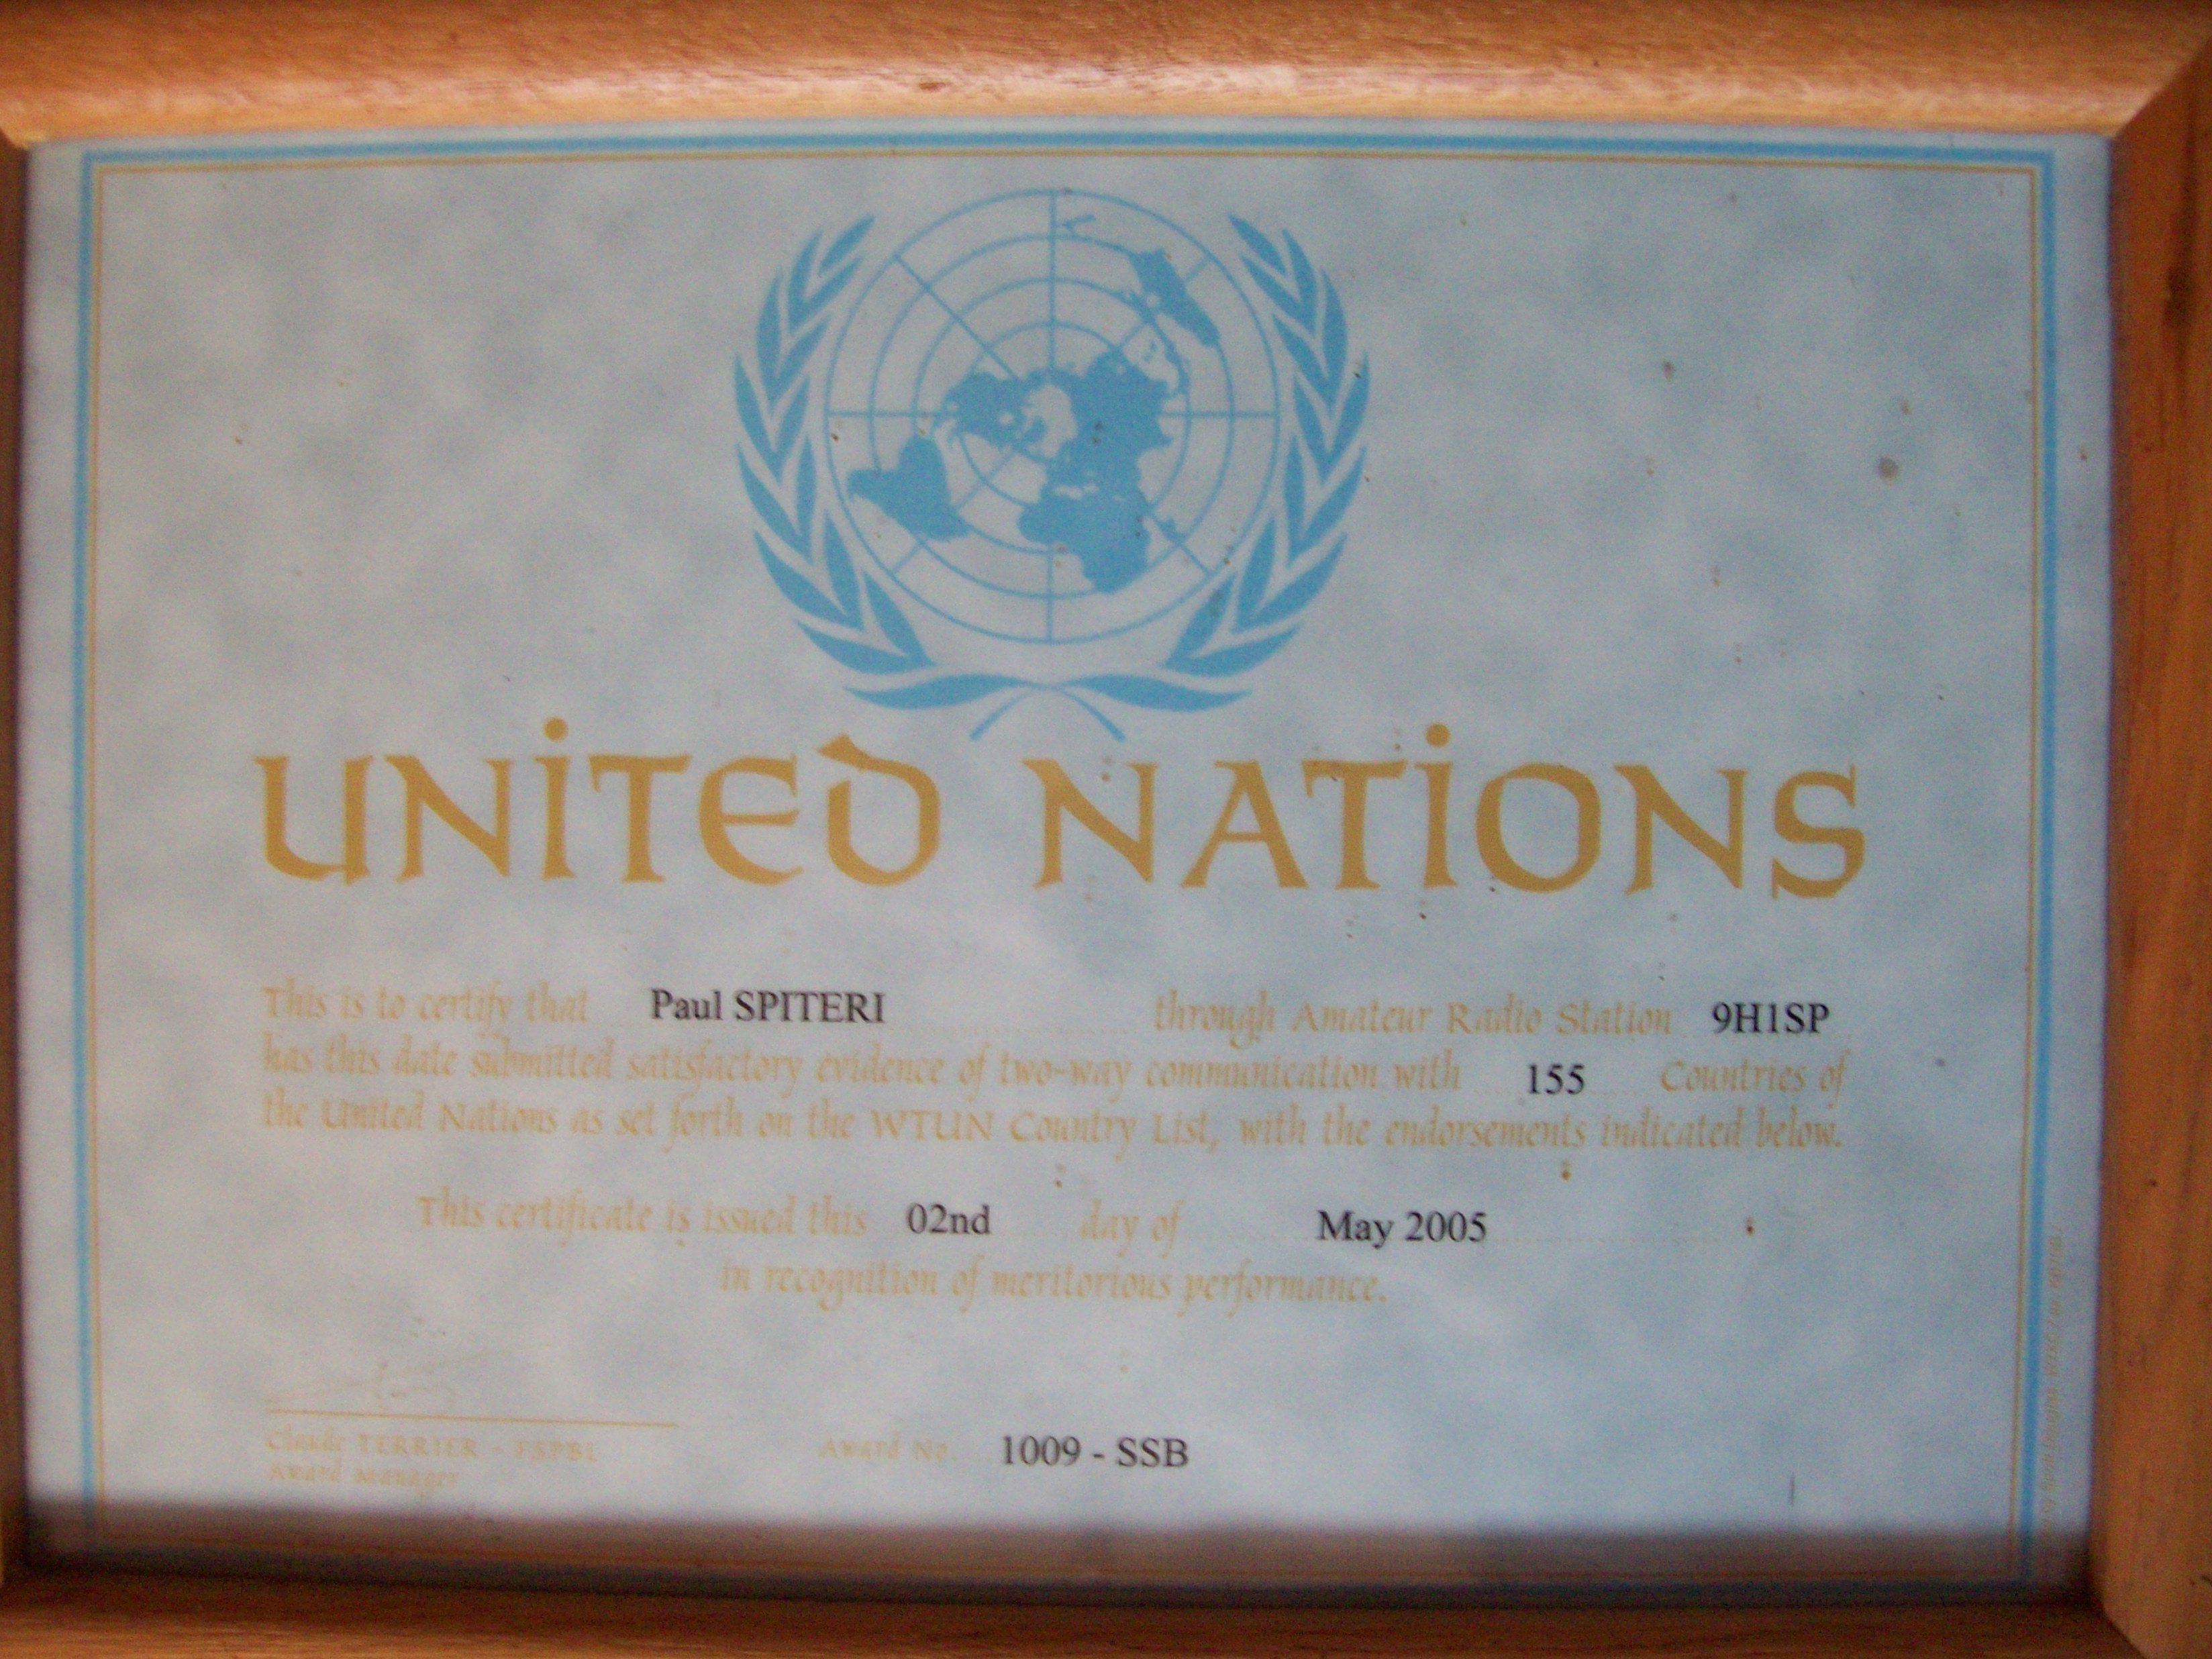 UNITED NATIONS
This is to certify that Paul SPITERI through Amateur Radio Station 9H1SP
has this date submitted satisfactory evidence of two-way communication with 155 Countries of
the United Nations as set forth on the WTUN Country List, with the endorsements indicated below.
This certificate is issued this 02nd day of May 2005
in recognition of meritorious performance.
Claude TERRIER - F5PBL
Award Manager
Award No. 1009 - SSB